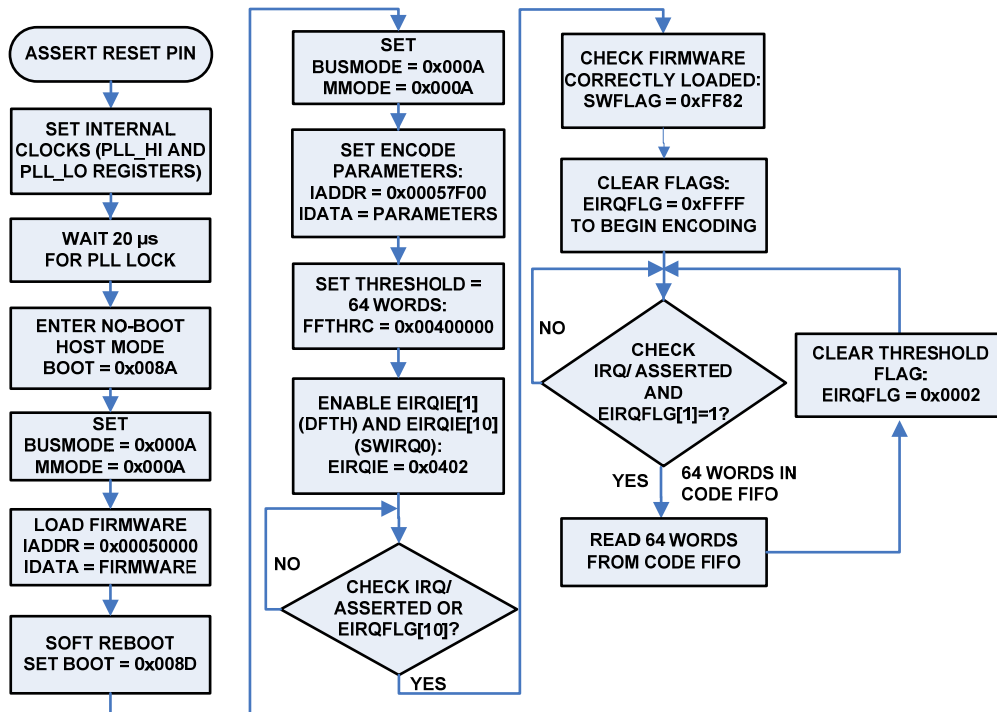 ASSERT RESET PIN
SET INTERNAL
CLOCKS (PLL_HI AND
PLL_LO REGISTERS)
WAIT 20 µs
FOR PLL LOCK
ENTER NO-BOOT
HOST MODE
BOOT = 0x008A
SET
BUSMODE = 0x000A
MMODE = 0x000A
LOAD FIRMWARE
IADDR = 0x00050000
IDATA = FIRMWARE
SOFT REBOOT
SET BOOT = 0x008D
SET
BUSMODE = 0x000A
MMODE = 0x000A
SET ENCODE
PARAMETERS:
IADDR = 0x00057F00
IDATA = PARAMETERS
SET THRESHOLD =
64 WORDS:
FFTHRC = 0x00400000
ENABLE EIRQIE[1]
(DFTH) AND EIRQIE[10]
(SWIRQ0):
EIRQIE = 0x0402
NO
CHECK IRQ/
ASSERTED OR
EIRQFLG[10]?
YES
CHECK FIRMWARE
CORRECTLY LOADED:
SWFLAG = 0xFF82
CLEAR FLAGS:
EIRQFLG = 0xFFFF
TO BEGIN ENCODING
NO
CHECK
IRQ/ ASSERTED
AND
EIRQFLG[1]=1?
YES
64 WORDS IN
CODE FIFO
READ 64 WORDS
FROM CODE FIFO
CLEAR THRESHOLD
FLAG:
EIRQFLG = 0x0002